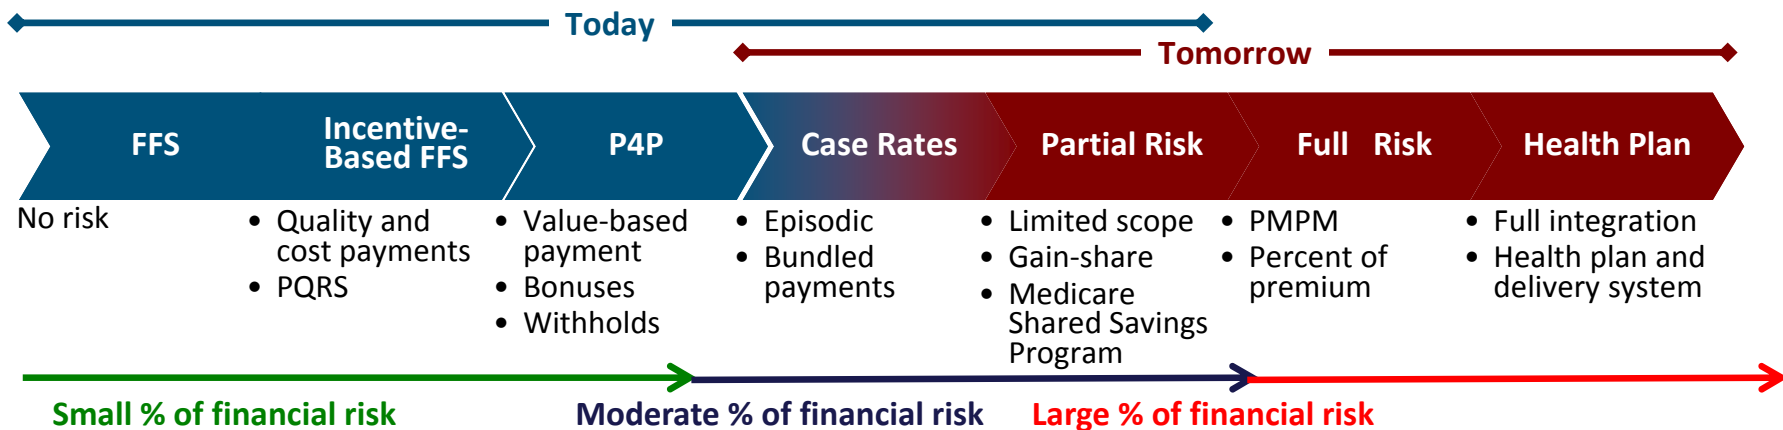 Today
Tomorrow
FFS
Incentive-
Based FFS
P4P
Case Rates
Partial Risk
Full Risk
Health Plan
No risk
• Quality and
cost payments
• PQRS
• Value-based
payment
• Bonuses
• Withholds
• Episodic
• Bundled
payments
• Limited scope
• Gain-share
• Medicare
Shared Savings
Program
• PMPM
• Percent of
premium
• Full integration
• Health plan and
delivery system
Small % of financial risk
Moderate % of financial risk
Large % of financial risk